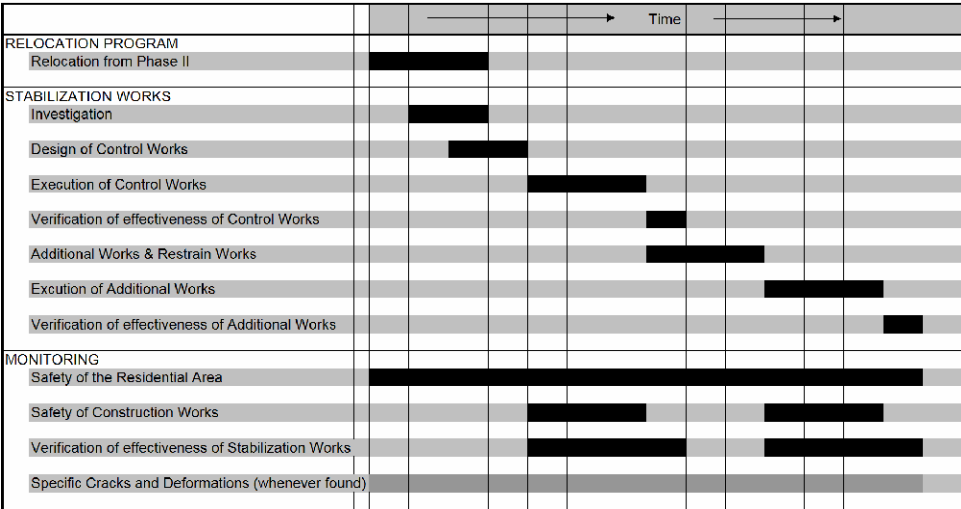 Time
RELOCATION PROGRAM
Relocation from Phase II
STABILIZATION WORKS
Investigation
Design of Control Works
Execution of Control Works
Verification of effectiveness of Control Works
Additional Works & Restrain Works
Excution of Additional Works
Verification of effectiveness of Additional Works
MONITORING
Safety of the Residential Area
Safety of Construction Works
Verification of effectiveness of Stabilization Works
Specific Cracks and Deformations (whenever found)